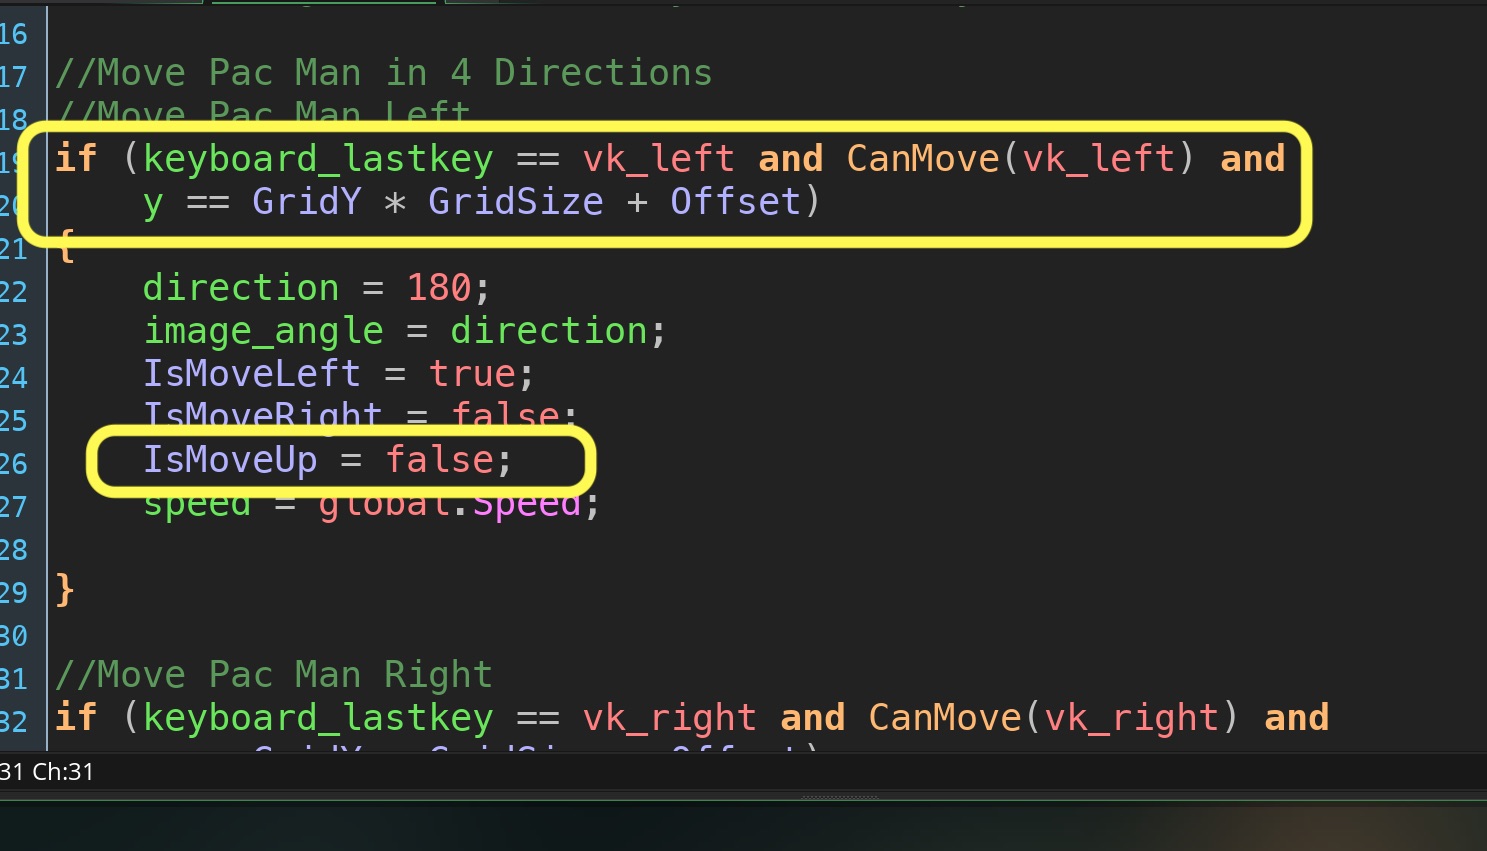 16
17 //Move Pac Man in 4 Directions
18 //Move Pac Man Left
19 if (keyboard_lastkey == vk_left and CanMove(vk_left) and
20 y == GridY * GridSize + Offset)
21 {
22 direction = 180;
23 image_angle = direction;
24 IsMoveLeft = true;
25 IsMoveRight = false;
26 IsMoveUp = false;
27 speed = global.Speed;
28
29 }
30
31 //Move Pac Man Right
32 if (keyboard_lastkey == vk_right and CanMove(vk_right) and
GridY GridSize Offset)
31 Ch:31